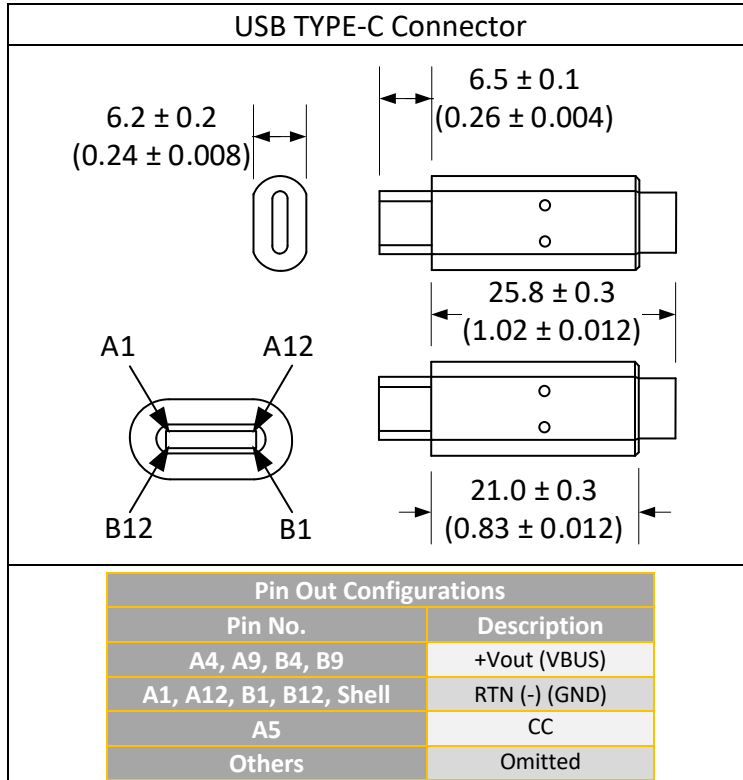 USB TYPE-C Connector
6.5 ± 0.1
(0.26 ± 0.004)
6.2 ± 0.2
(0.24 ± 0.008)
25.8 ± 0.3
(1.02 ± 0.012)
A1
A12
B12
B1
21.0 ± 0.3
(0.83 ± 0.012)
Pin Out Configurations
Pin No. Description
A4, A9, B4, B9 +Vout (VBUS)
A1, A12, B1, B12, Shell RTN (-) (GND)
A5 CC
Others Omitted